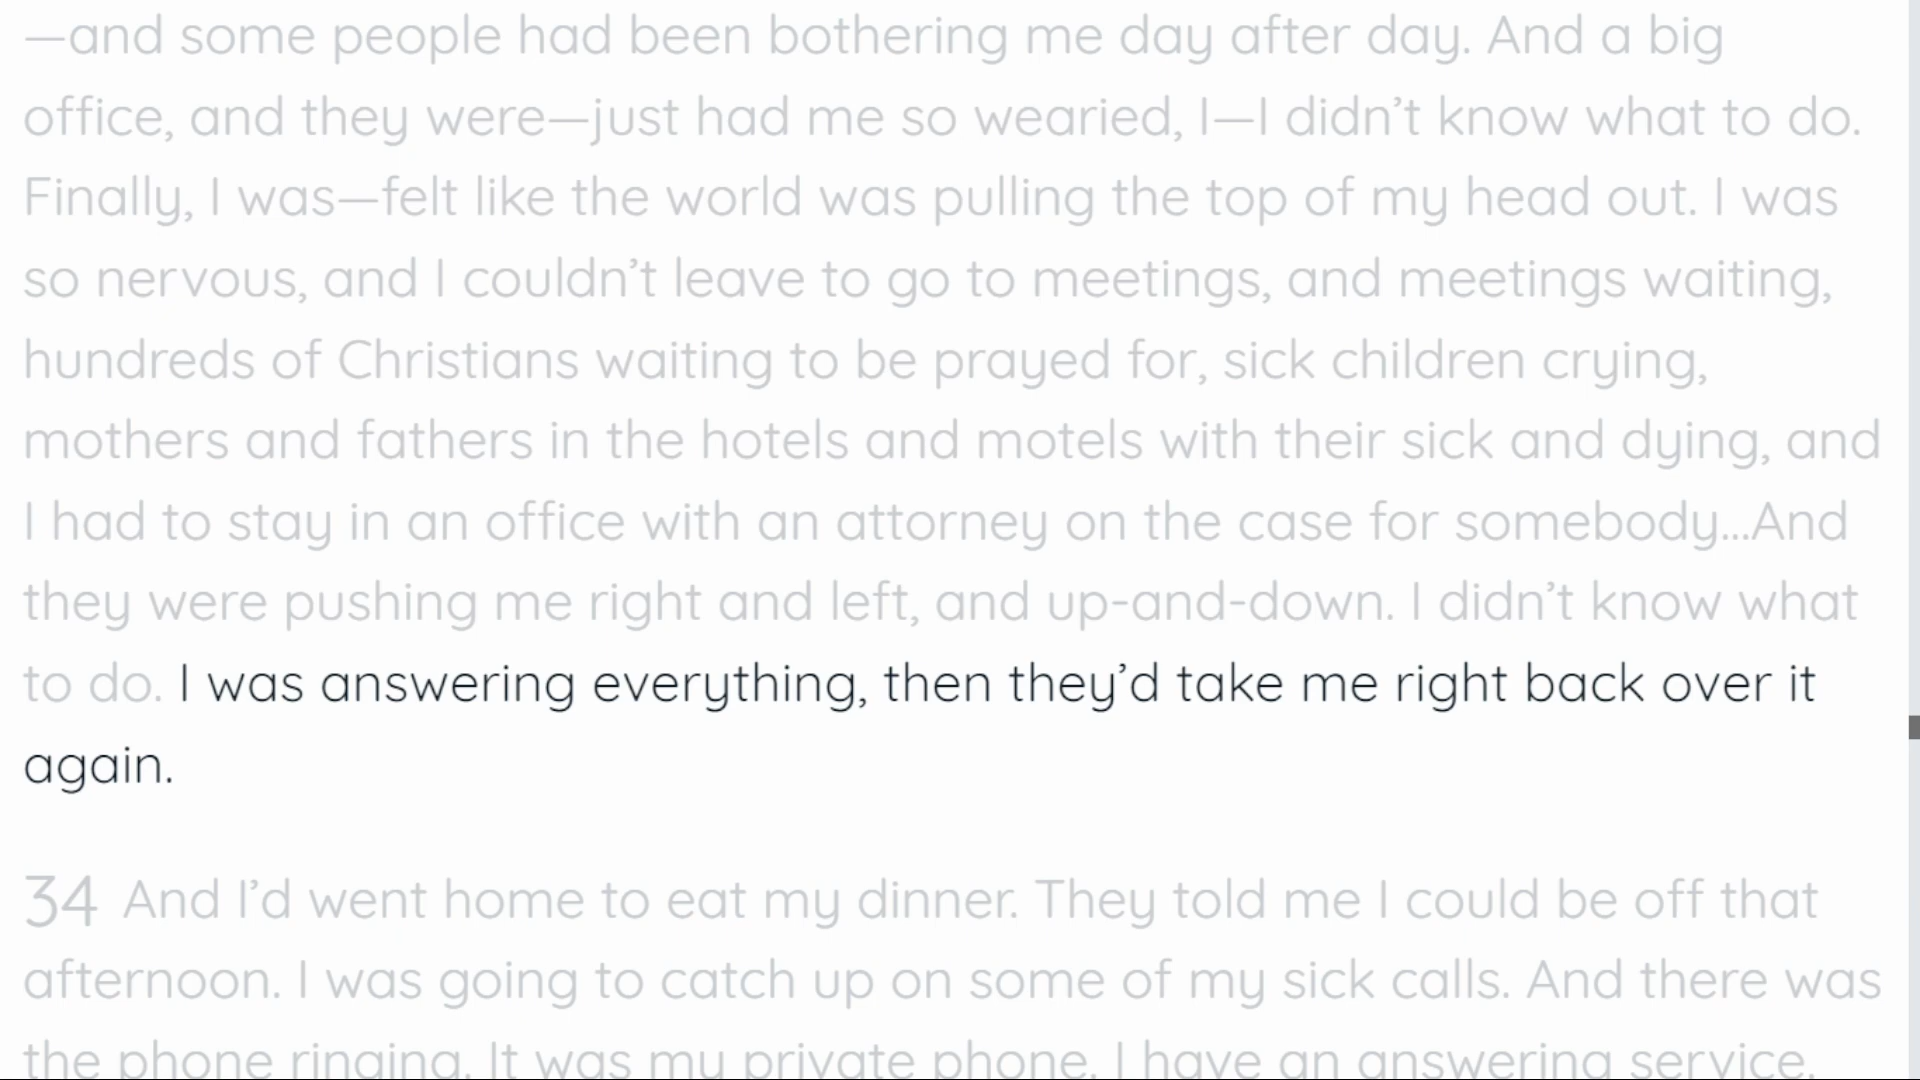 —and some people had been bothering me day after day. And a big
office, and they were—just had me so wearied, I—I didn’t know what to do.
Finally, I was—felt like the world was pulling the top of my head out. I was
so nervous, and I couldn’t leave to go to meetings, and meetings waiting,
hundreds of Christians waiting to be prayed for, sick children crying,
mothers and fathers in the hotels and motels with their sick and dying, and
I had to stay in an office with an attorney on the case for somebody...And
they were pushing me right and left, and up-and-down. I didn’t know what
to do. I was answering everything, then they’d take me right back over it
again.
34 And I’d went home to eat my dinner. They told me I could be off that
afternoon. I was going to catch up on some of my sick calls. And there was
the phone ringing. It was my private phone. I have an answering service.